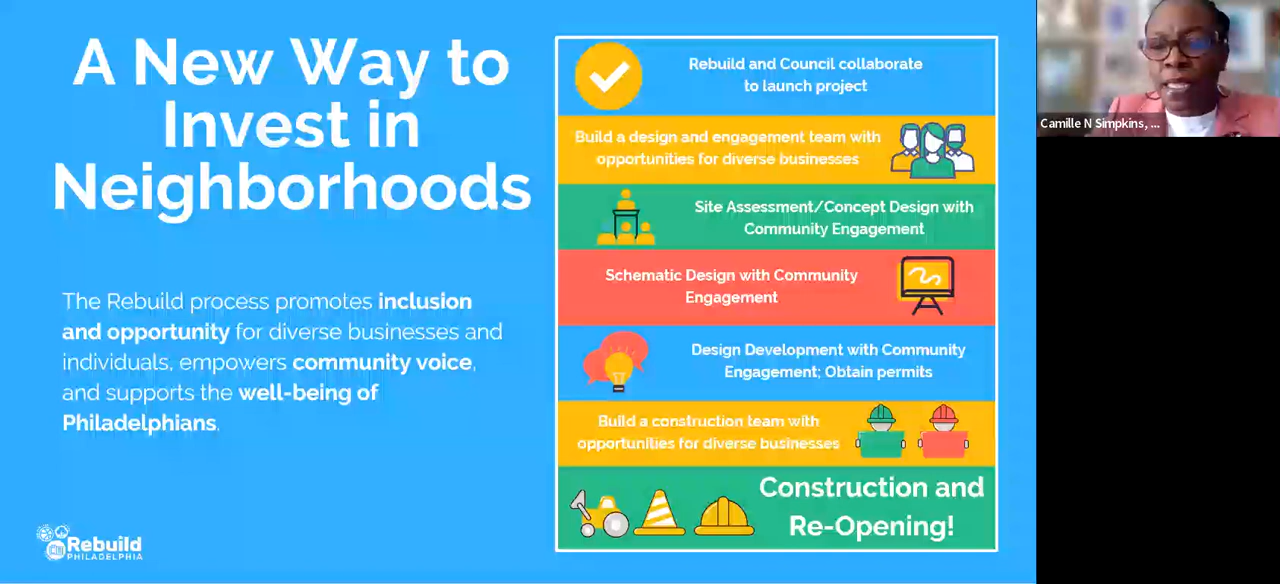 A New Way to
Invest in
Neighborhoods
The Rebuild process promotes inclusion
and opportunity for diverse businesses and
individuals, empowers community voice,
and supports the well-being of
Philadelphians.
Rebuild
PHILADELPHIA
Rebuild and Council collaborate
to launch project
Build a design and engagement team with
opportunities for diverse businesses
Site Assessment/Concept Design with
Community Engagement
Schematic Design with Community
Engagement
Design Development with Community
Engagement; Obtain permits
Build a construction team with
opportunities for diverse businesses
Construction and
Re-Opening!
Camille N Simpkins, ...